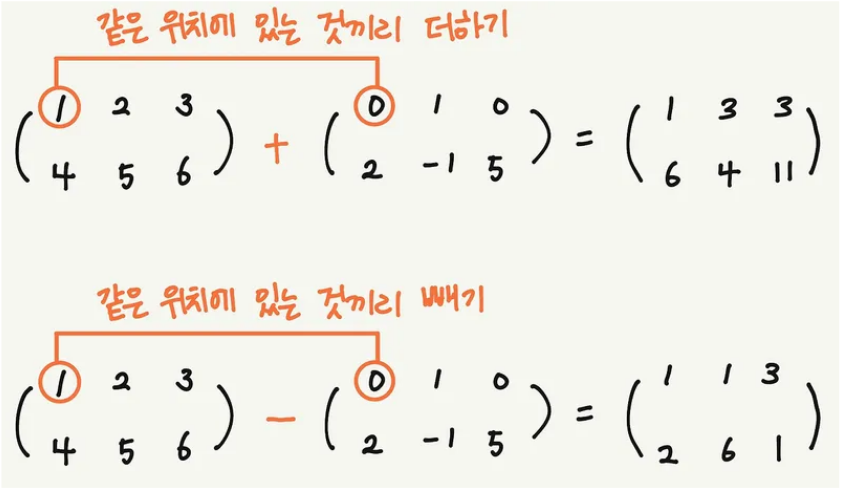 같은 위치에 있는 것끼리 더하기
( 1 2 3 ) + ( 0 1 0 ) = ( 1 3 3 )
( 4 5 6 ) ( 2 -1 5 ) ( 6 4 11 )
같은 위치에 있는 것끼리 빼기
( 1 2 3 ) - ( 0 1 0 ) = ( 1 1 3 )
( 4 5 6 ) ( 2 -1 5 ) ( 2 6 1 )